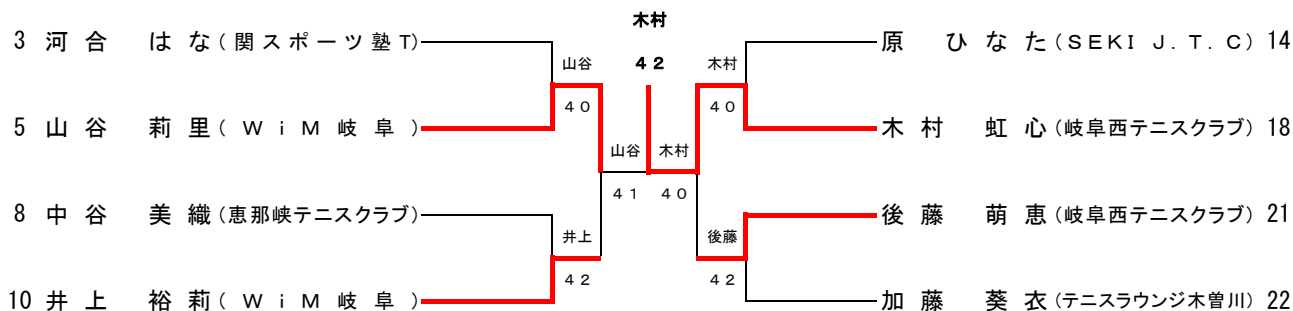 木村
3 河合 はな(関スポーツ塾T)
原 ひなた(SEKI J.T.C) 14
山谷
42
木村
40
40
5 山谷 莉里(WiM岐阜)
木村 虹心(岐阜西テニスクラブ) 18
山谷
木村
41
40
8 中谷 美織(恵那峡テニスクラブ)
後藤 萌恵(岐阜西テニスクラブ) 21
井上
後藤
42
42
10 井上 裕莉(WiM岐阜)
加藤 葵衣(テニスラウンジ木曽川) 22